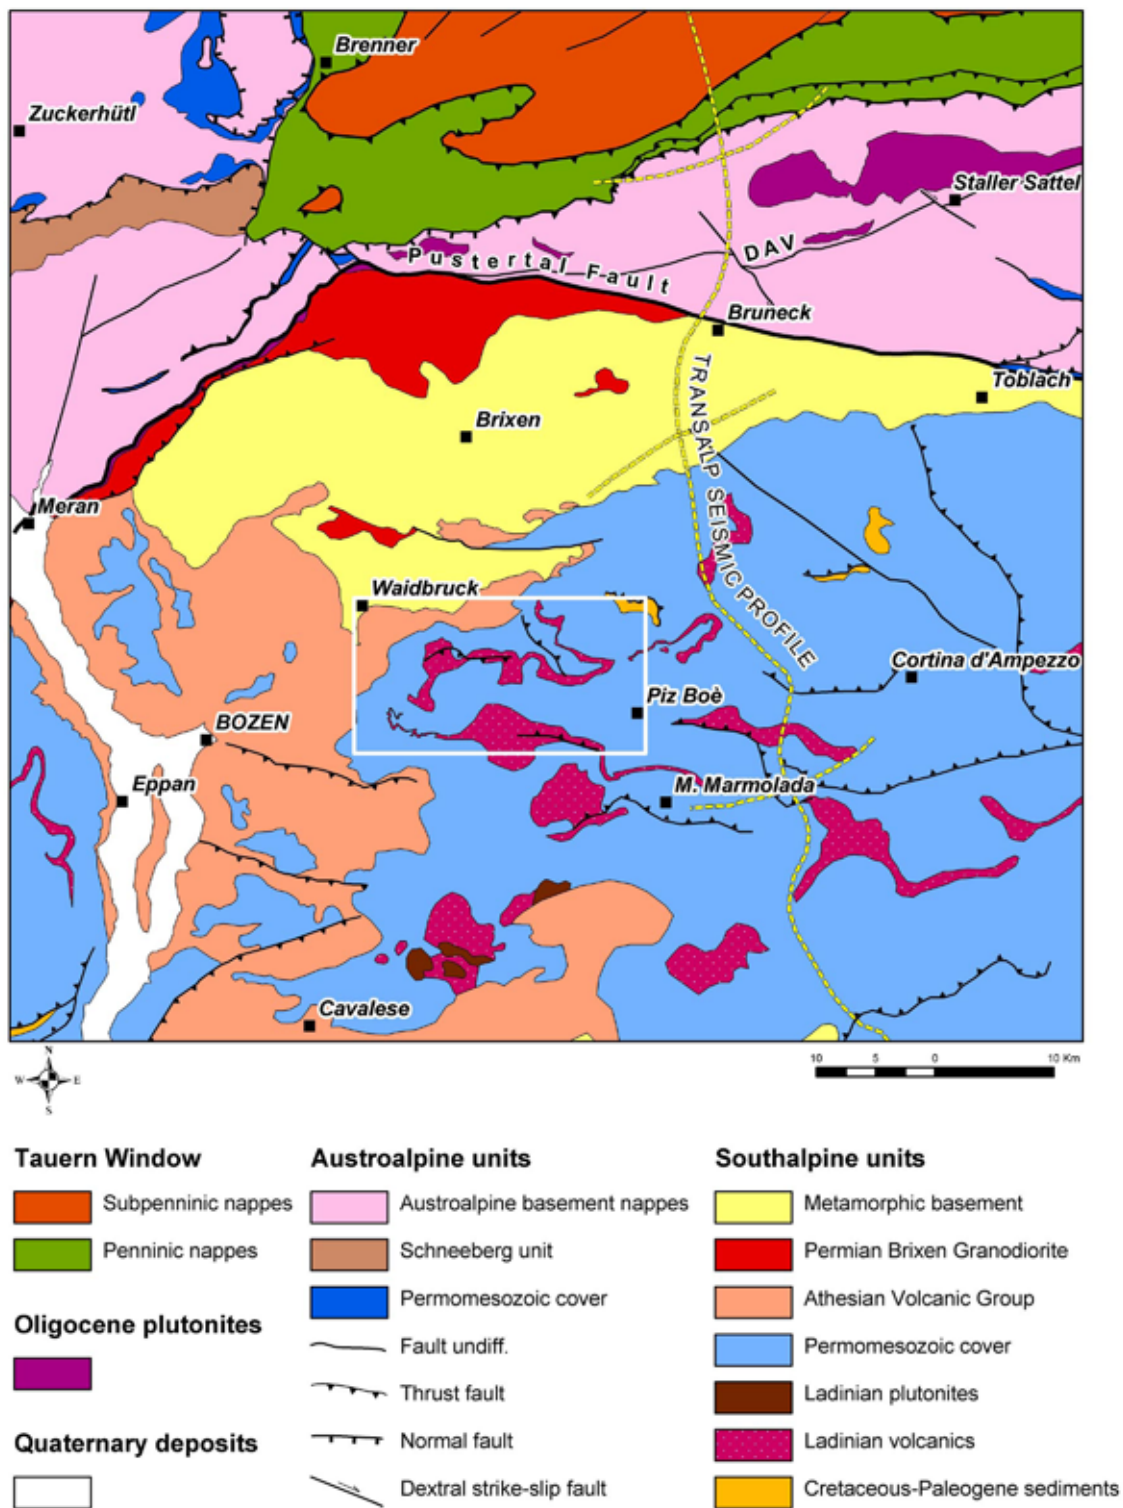 Brenner
Zuckerhütl
Staller Sattel
DAV
Pustertal Fault
Bruneck
Toblach
Brixen
TRANSALP SEISMIC PROFILE
Meran
Waidbruck
Cortina d'Ampezzo
Piz Boè
BOZEN
Eppan
M. Marmolada
Cavalese
N
W E
S
10 5 0 10 Km
Tauern Window
Subpenninic nappes
Penninic nappes
Oligocene plutonites
Quaternary deposits
Austroalpine units
Austroalpine basement nappes
Schneeberg unit
Permomesozoic cover
Fault undiff.
Thrust fault
Normal fault
Dextral strike-slip fault
Southalpine units
Metamorphic basement
Permian Brixen Granodiorite
Athesian Volcanic Group
Permomesozoic cover
Ladinian plutonites
Ladinian volcanics
Cretaceous-Paleogene sediments